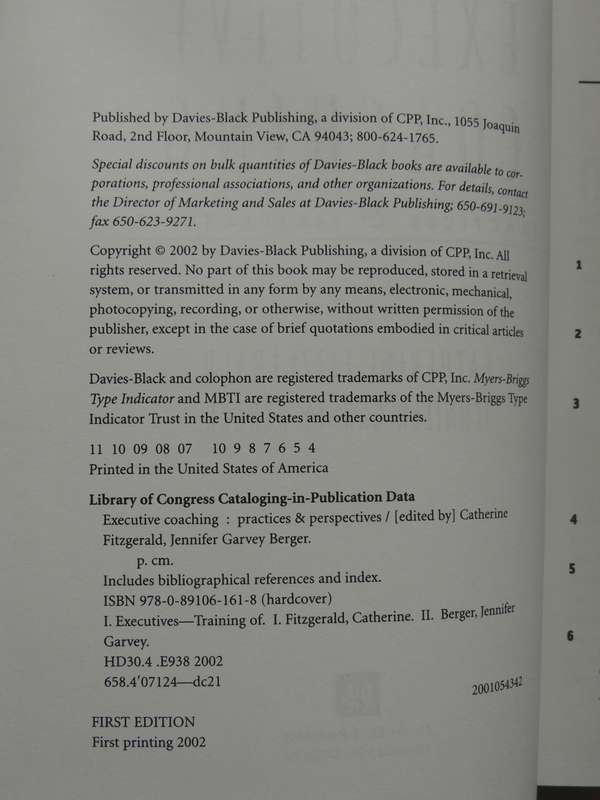 EXECUTIVE
Published by Davies-Black Publishing, a division of CPP, Inc., 1055 Joaquin
Road, 2nd Floor, Mountain View, CA 94043; 800-624-1765.
Special discounts on bulk quantities of Davies-Black books are available to cor-
porations, professional associations, and other organizations. For details, contact
the Director of Marketing and Sales at Davies-Black Publishing; 650-691-9123;
fax 650-623-9271.
Copyright © 2002 by Davies-Black Publishing, a division of CPP, Inc. All
rights reserved. No part of this book may be reproduced, stored in a retrieval
system, or transmitted in any form by any means, electronic, mechanical,
photocopying, recording, or otherwise, without written permission of the
publisher, except in the case of brief quotations embodied in critical articles
or reviews.
Davies-Black and colophon are registered trademarks of CPP, Inc. Myers-Briggs
Type Indicator and MBTI are registered trademarks of the Myers-Briggs Type
Indicator Trust in the United States and other countries.
11 10 09 08 07 10 9 8 7 6 5 4
Printed in the United States of America
Library of Congress Cataloging-in-Publication Data
Executive coaching : practices & perspectives / [edited by] Catherine
Fitzgerald, Jennifer Garvey Berger.
p. cm.
Includes bibliographical references and index.
ISBN 978-0-89106-161-8 (hardcover)
I. Executives—Training of. I. Fitzgerald, Catherine. II. Berger, Jennifer
Garvey.
HD30.4 .E938 2002
658.4'07124—dc21
2001054342
FIRST EDITION
First printing 2002
1
2
3
4
5
6